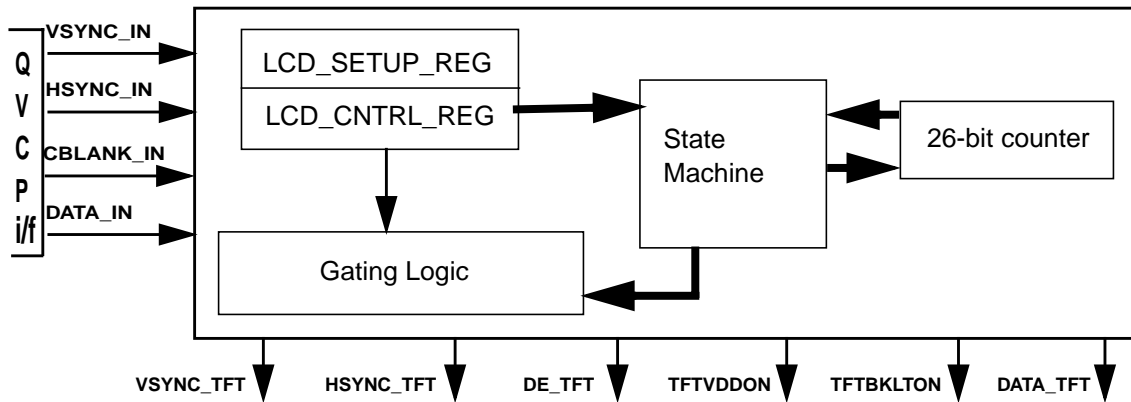 VSYNC_IN
HSYNC_IN
CBLANK_IN
DATA_IN
Q
V
C
P
i/f
LCD_SETUP_REG
LCD_CNTRL_REG
State
Machine
26-bit counter
Gating Logic
VSYNC_TFT
HSYNC_TFT
DE_TFT
TFTVDDON
TFTBKLTON
DATA_TFT